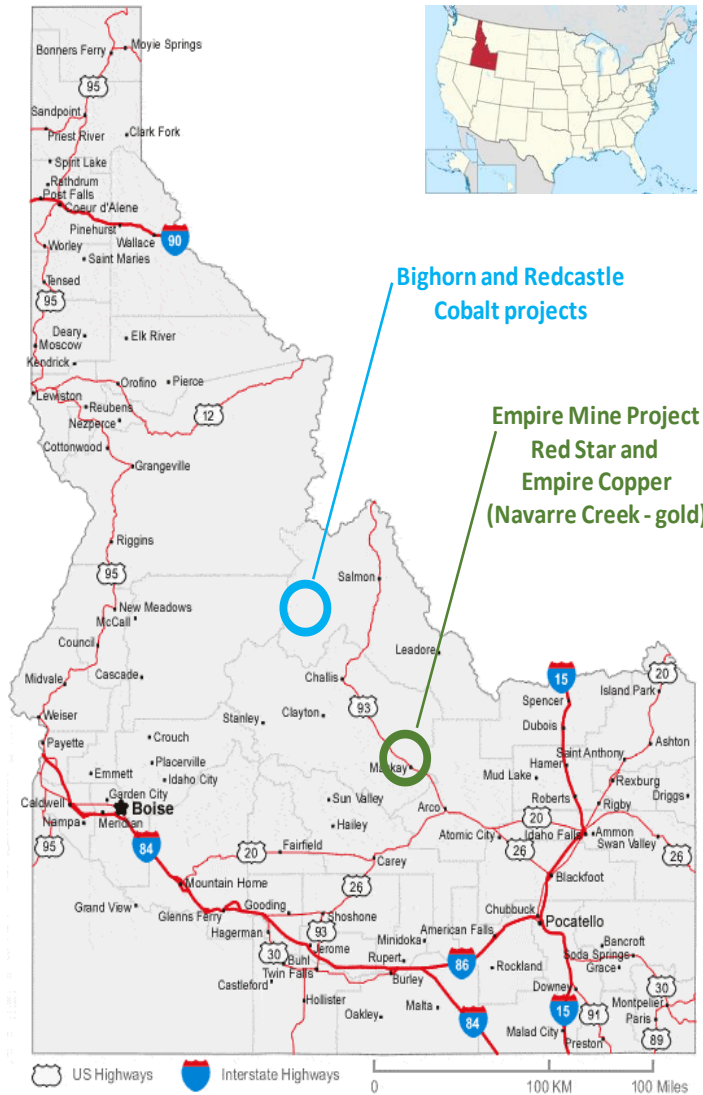 Moyie Springs
Bonners Ferry
95
Sandpoint
Priest River
Clark Fork
Spirit Lake
Rathdrum
Post Falls
Coeur d'Alene
Pinehurst
Wallace
90
Worley
Saint Maries
Tensed
95
Bighorn and Redcastle
Cobalt projects
Deary
Elk River
Moscow
Kendrick
Orofino
Pierce
Lewiston
Reubens
12
Nezperce
Empire Mine Project
Red Star and
Empire Copper
(Navarre Creek - gold)
Cottonwood
Grangeville
Riggins
95
Salmon
New Meadows
McCall
Council
Leadore
Midvale
Cascade
Challis
15
20
Island Park
Spencer
93
Weiser
Stanley
Clayton
Dubois
Payette
Crouch
Ashton
Saint Anthony
Placerville
Mackay
Hamer
Emmett
Idaho City
Mud Lake
Rexburg
Garden City
Sun Valley
Roberts
Driggs
Caldwell
Boise
Arco
Rigby
Nampa
Meridian
Hailey
20
Atomic City
Idaho Falls
Ammon
95
84
Swan Valley
20
Fairfield
26
26
Carey
Blackfoot
Mountain Home
26
Grand View
Glenns Ferry
Gooding
Shoshone
Chubbuck
Pocatello
Hagerman
93
American Falls
30
Jerome
Minidoka
Bancroft
Buhl
Rupert
86
Soda Springs
Twin Falls
Rockland
Grace
Castleford
Burley
Downey
30
Hollister
Malta
Montpelier
Oakley
84
15
91
Paris
Malad City
Preston
89
US Highways
Interstate Highways
0
100 KM
100 Miles